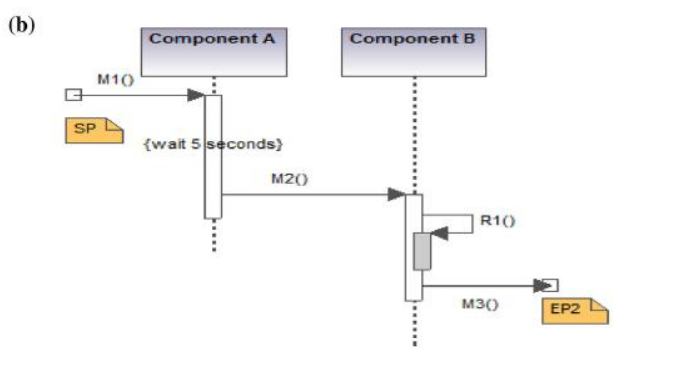 (b)
Component A
Component B
M1()
SP
{wait 5 seconds}
M2()
R1()
M3()
EP2